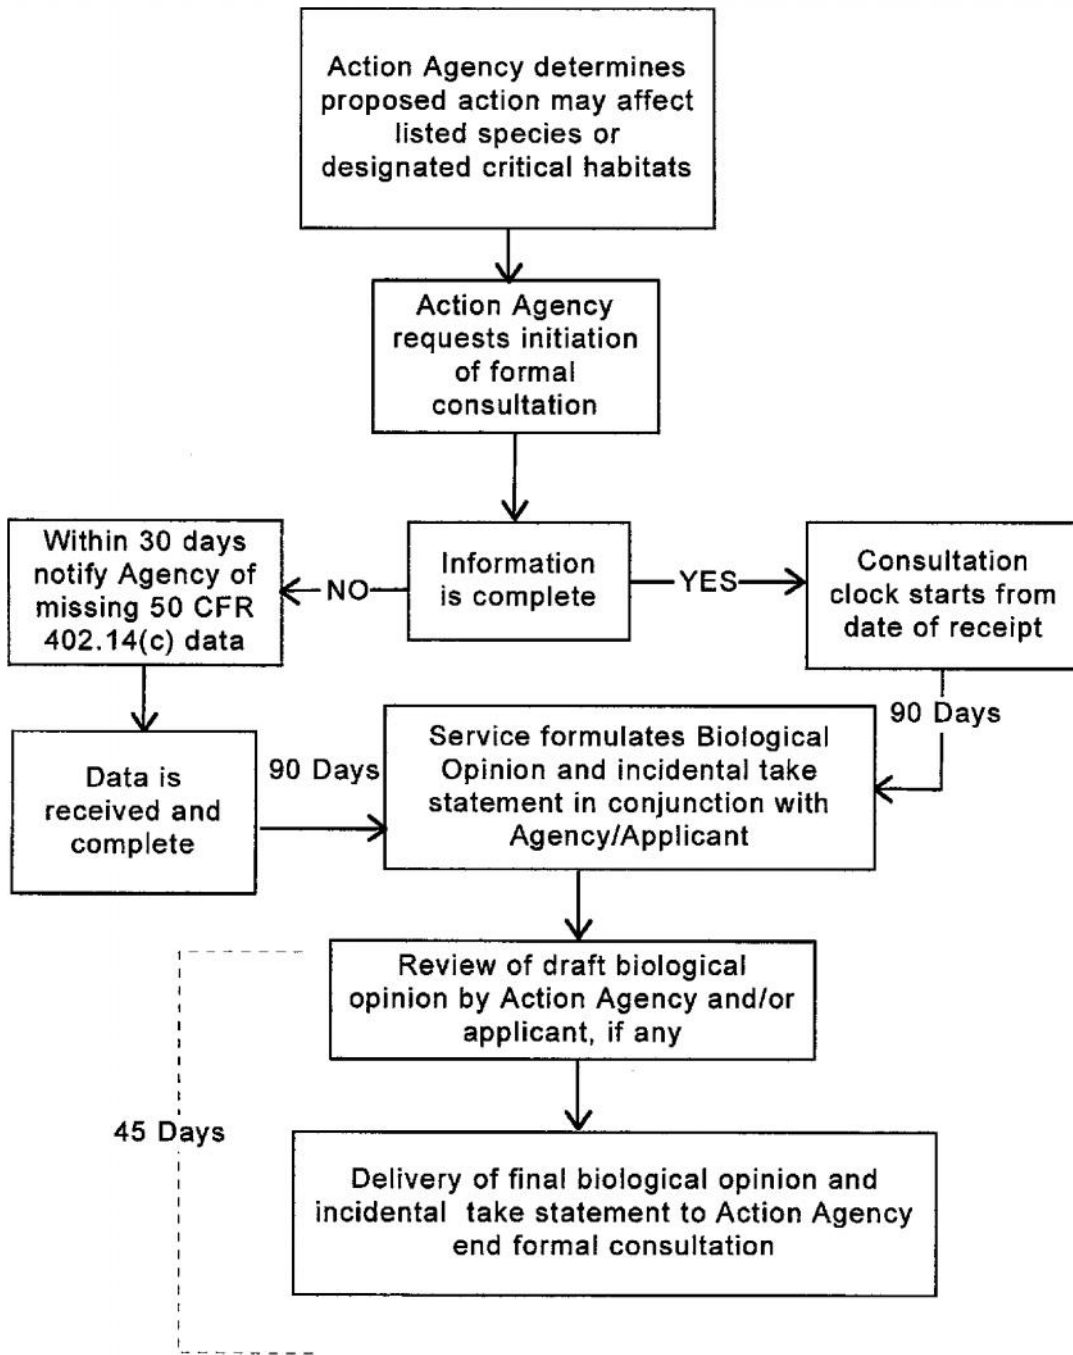 Action Agency determines
proposed action may affect
listed species or
designated critical habitats
Action Agency
requests initiation
of formal
consultation
Within 30 days
notify Agency of
missing 50 CFR
402.14(c) data
NO
Information
is complete
YES
Consultation
clock starts from
date of receipt
90 Days
Data is
received and
complete
90 Days
Service formulates Biological
Opinion and incidental take
statement in conjunction with
Agency/Applicant
Review of draft biological
opinion by Action Agency and/or
applicant, if any
45 Days
Delivery of final biological opinion and
incidental take statement to Action Agency
end formal consultation